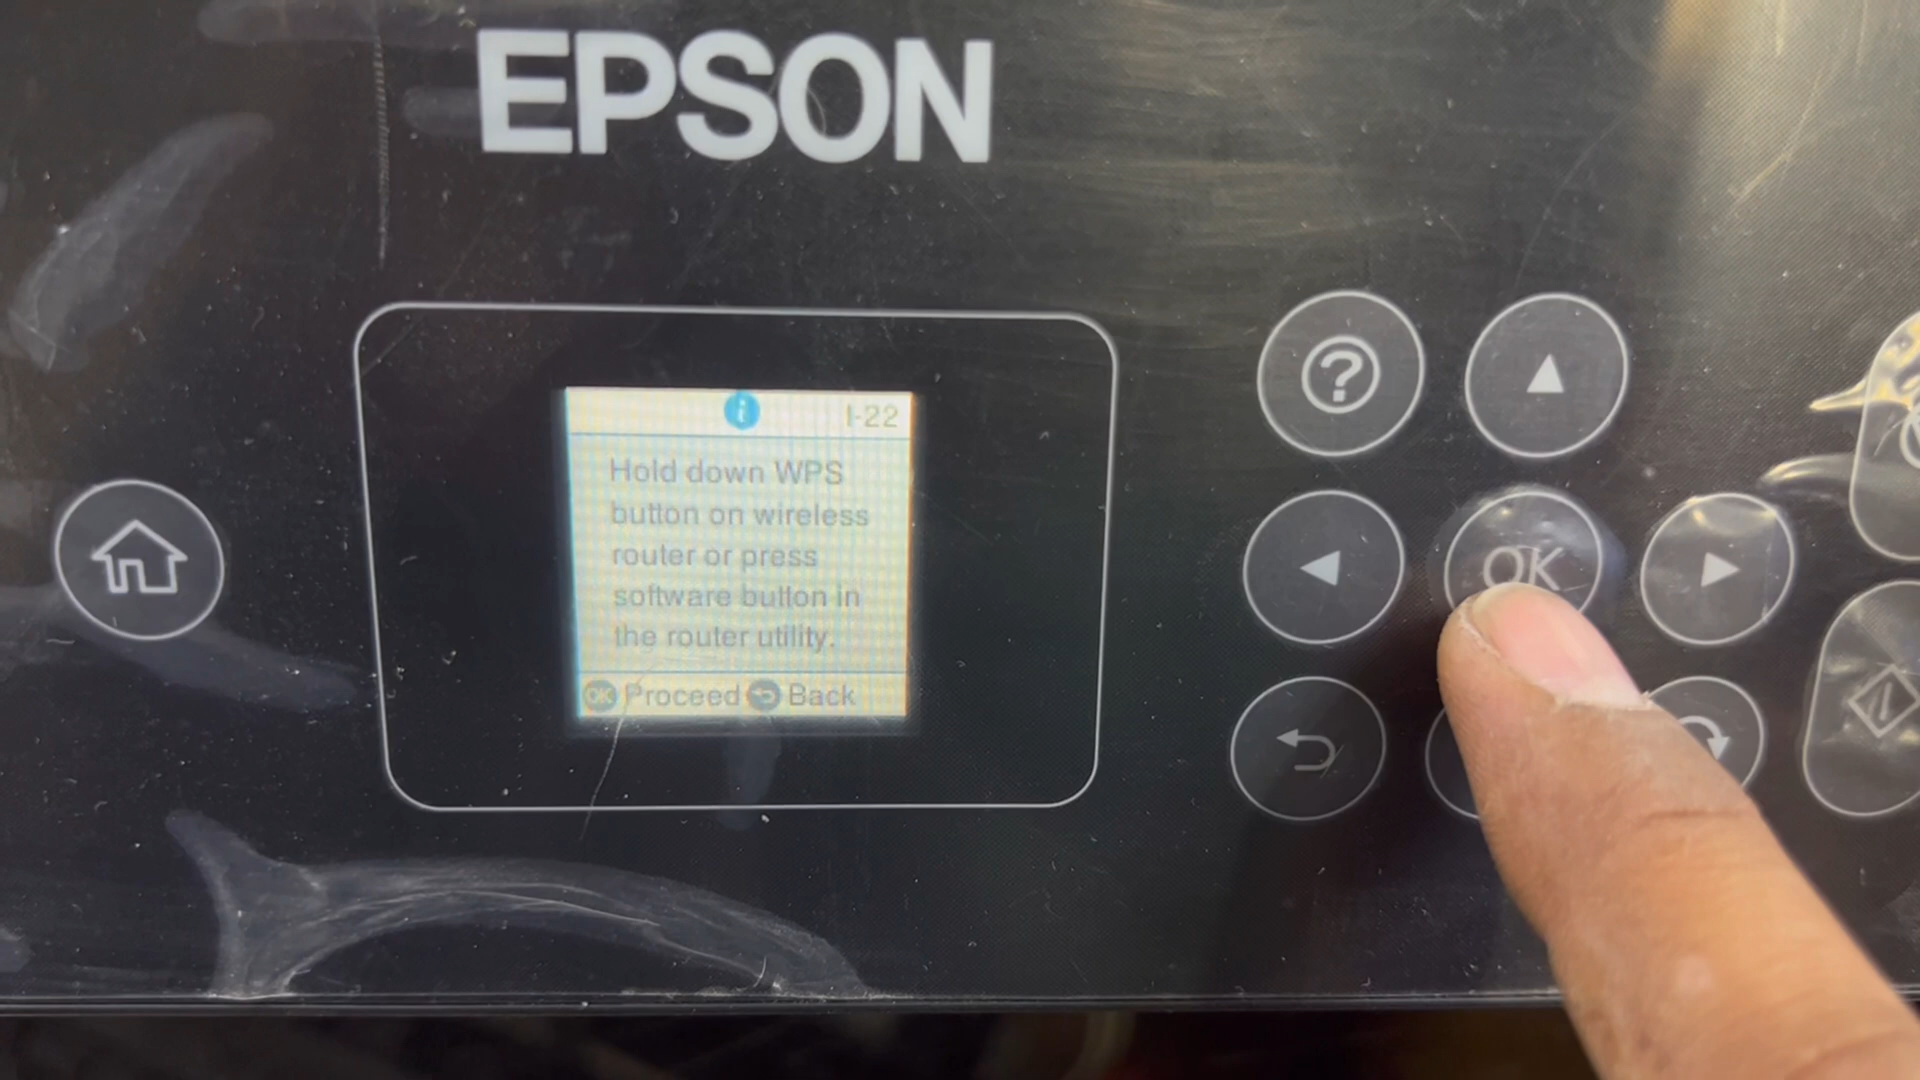 EPSON
I-22
Hold down WPS
button on wireless
router or press
software button in
the router utility.
OK Proceed Back
?
OK